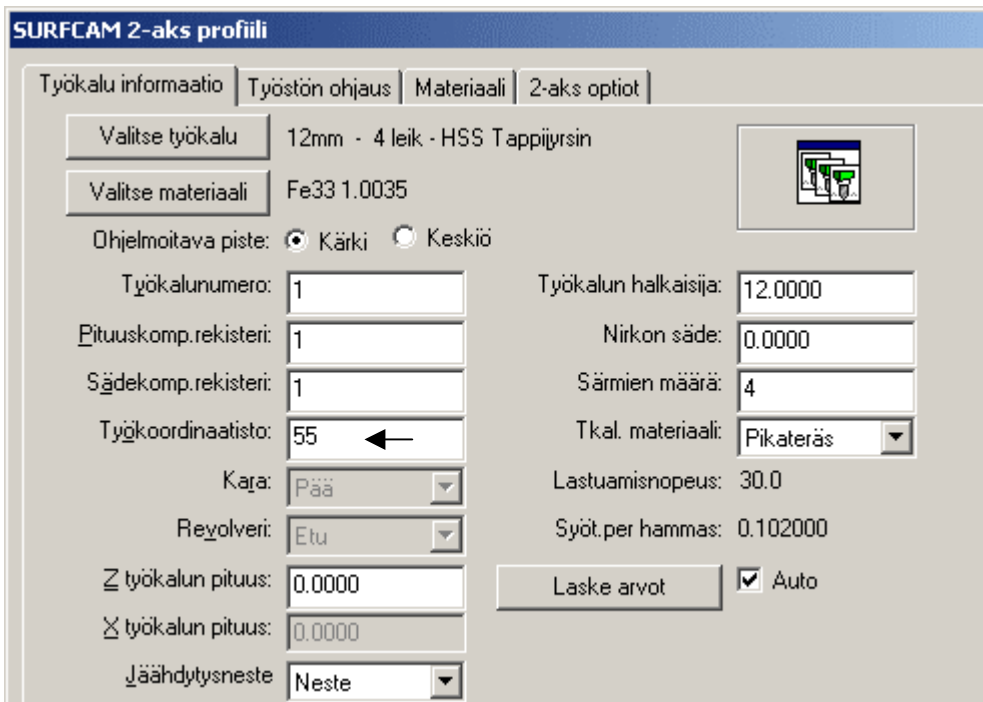 SURFCAM 2-aks profiili
Työkalu informaatio Työstön ohjaus Materiaali 2-aks optiot
Valitse työkalu 12mm - 4 leik - HSS Tappijyrsin
Valitse materiaali Fe33 1.0035
Ohjelmoitava piste: Kärki Keskiö
Työkalunumero: 1 Työkalun halkaisija: 12.0000
Pituuskomp.rekisteri: 1 Nirkon säde: 0.0000
Sädekomp.rekisteri: 1 Särmien määrä: 4
Työkoordinaatisto: 55 Tkal. materiaali: Pikateräs
Kara: Pää Lastuamisnopeus: 30.0
Revolveri: Etu Syöt.per hammas: 0.102000
Z työkalun pituus: 0.0000 Laske arvot Auto
X työkalun pituus: 0.0000
Jäähdytysneste Neste